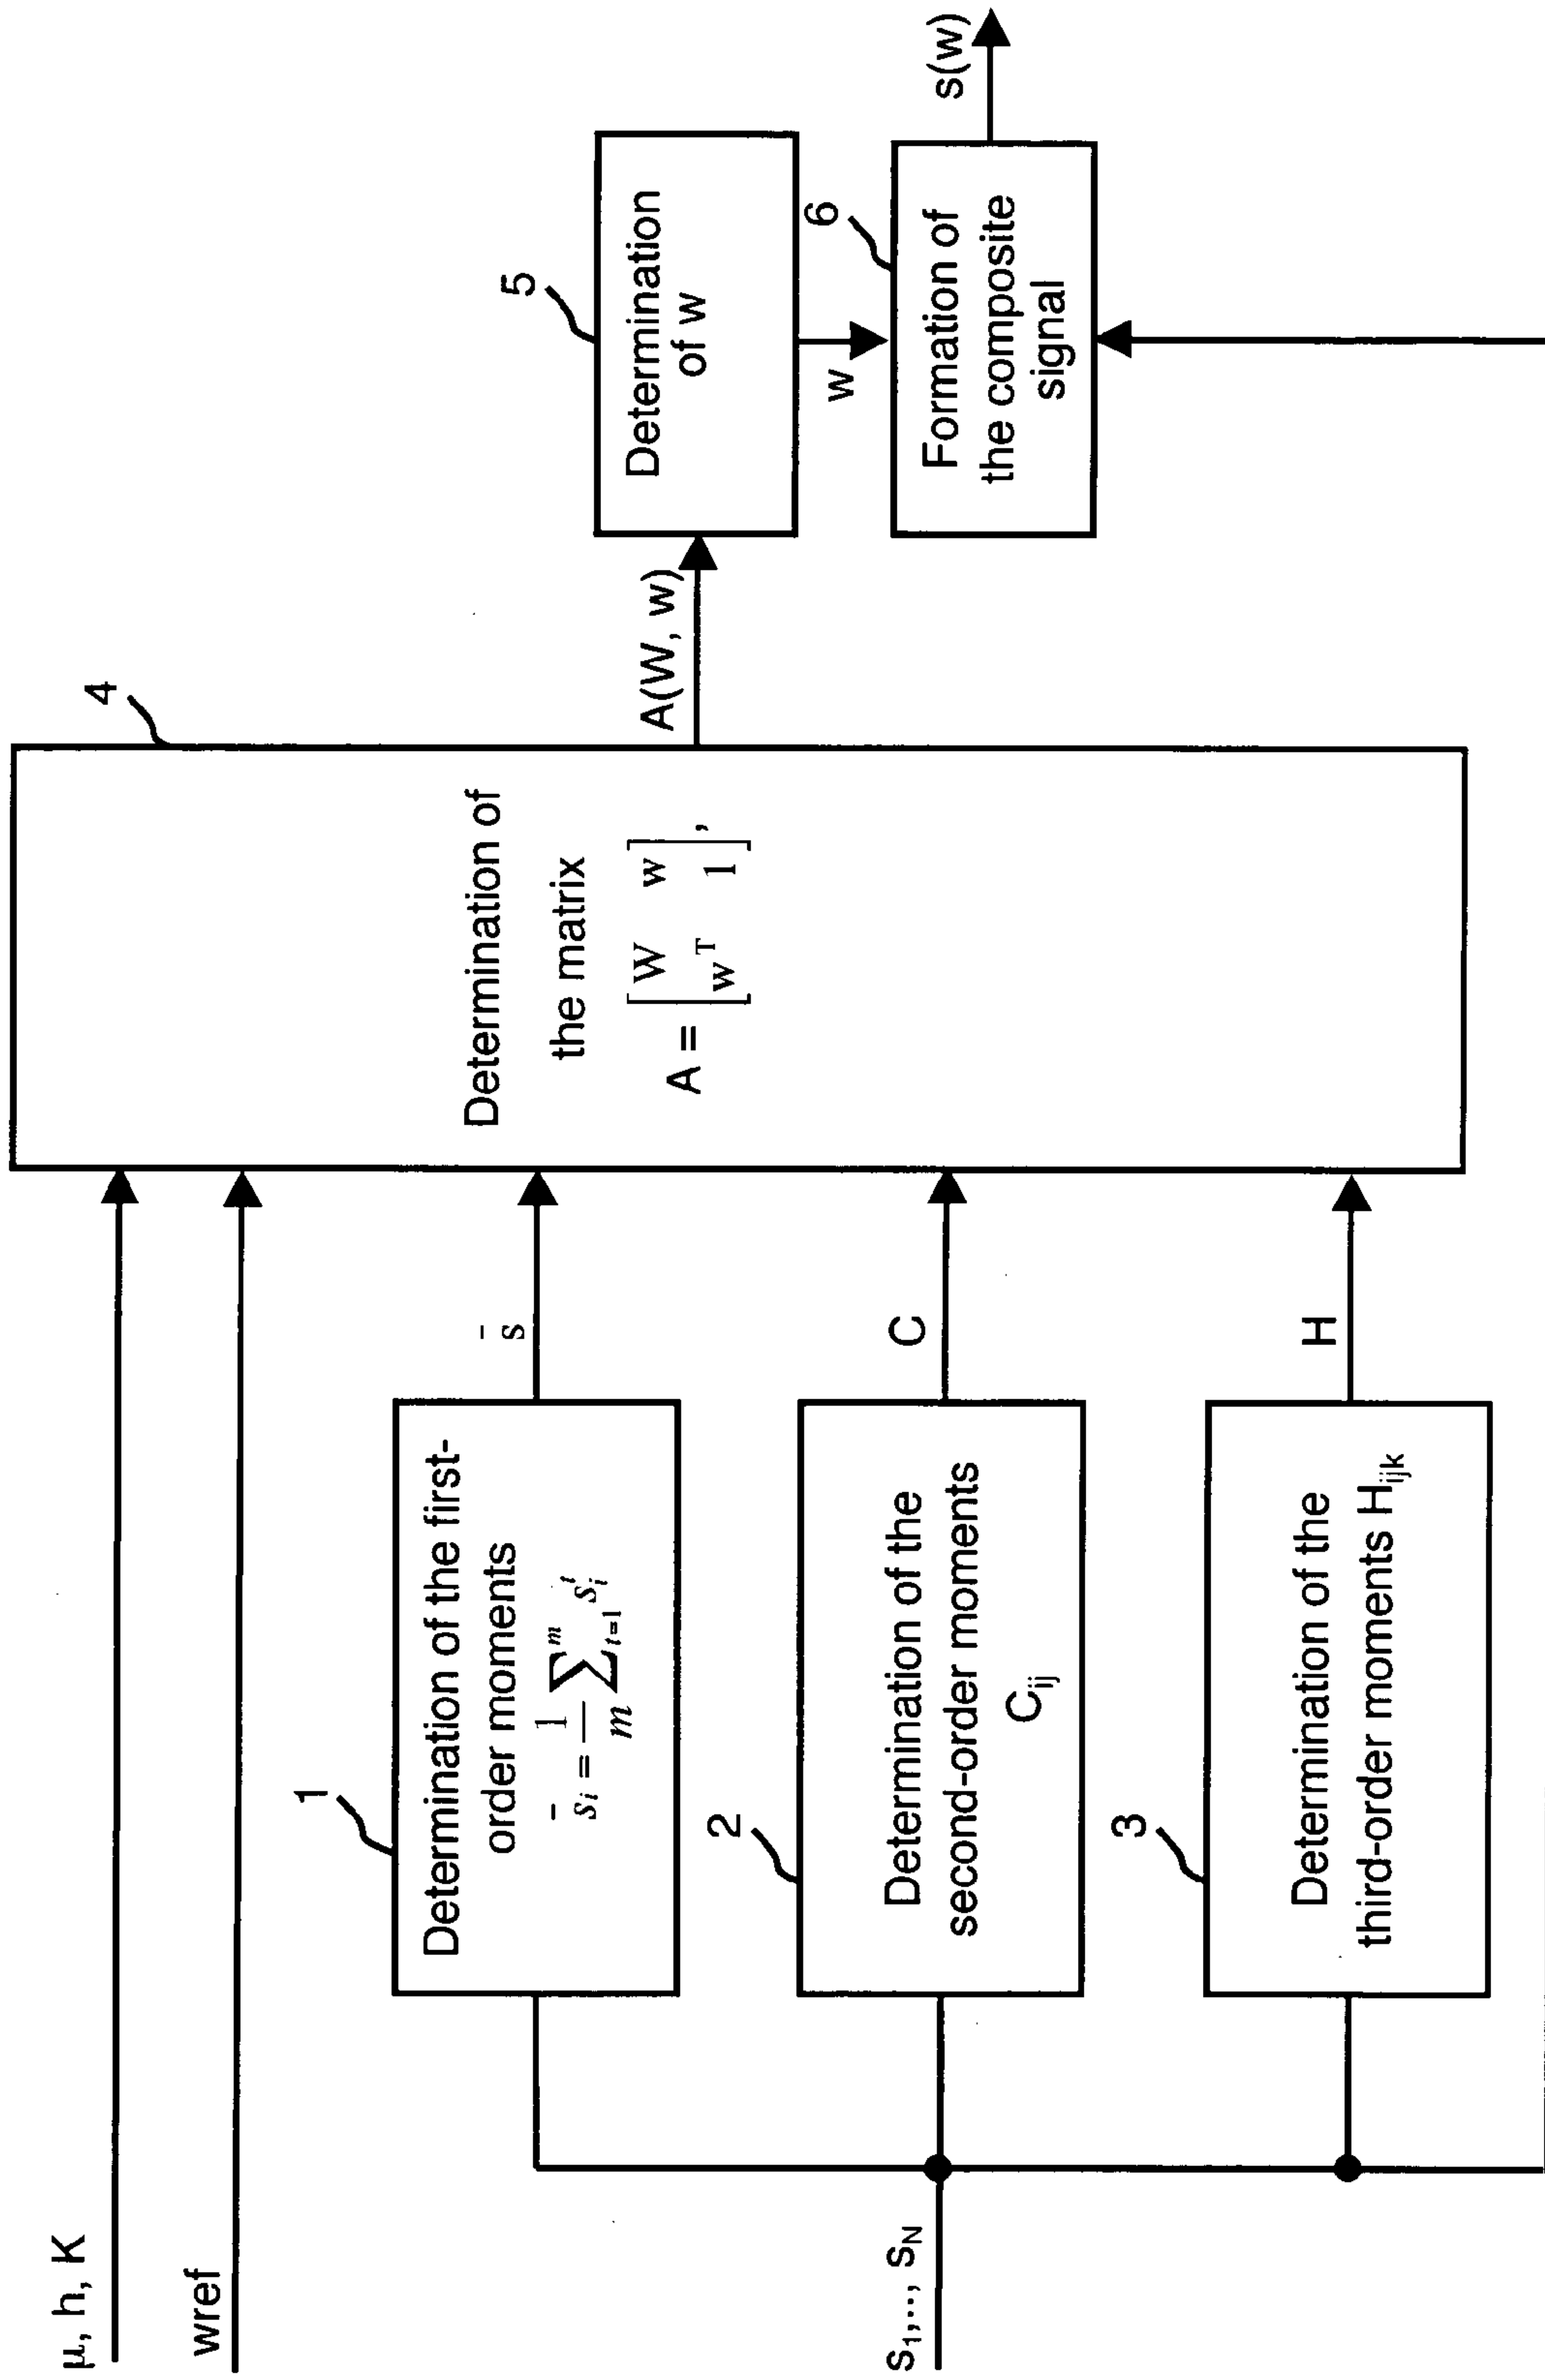 μ, h, K
wref
s₁,.., s_N
1
Determination of the first-
order moments
s̄ᵢ = 1/m ∑ᵗ⁼¹ᵐ sᵢᵗ
2
Determination of the
second-order moments
Cᵢⱼ
3
Determination of the
third-order moments Hᵢⱼₖ
s̄
C
H
4
Determination of
the matrix
A = [W w
wᵀ 1],
A(W, w)
5
Determination
of w
w
6
Formation of
the composite
signal
s(w)